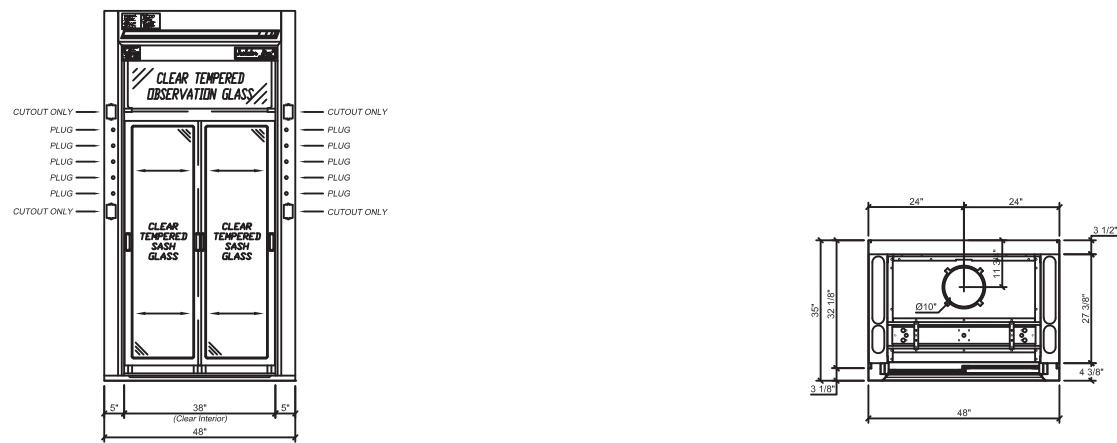 CLEAR TEMPERED
OBSERVATION GLASS
CUTOUT ONLY
PLUG
PLUG
PLUG
PLUG
PLUG
CUTOUT ONLY
CUTOUT ONLY
PLUG
PLUG
PLUG
PLUG
PLUG
CUTOUT ONLY
CLEAR
TEMPERED
SASH
GLASS
CLEAR
TEMPERED
SASH
GLASS
5"
38"
5"
(Clear Interior)
48"
24"
24"
3 1/2"
35"
32 1/8"
Ø10"
27 3/8"
4 3/8"
3 1/8"
48"